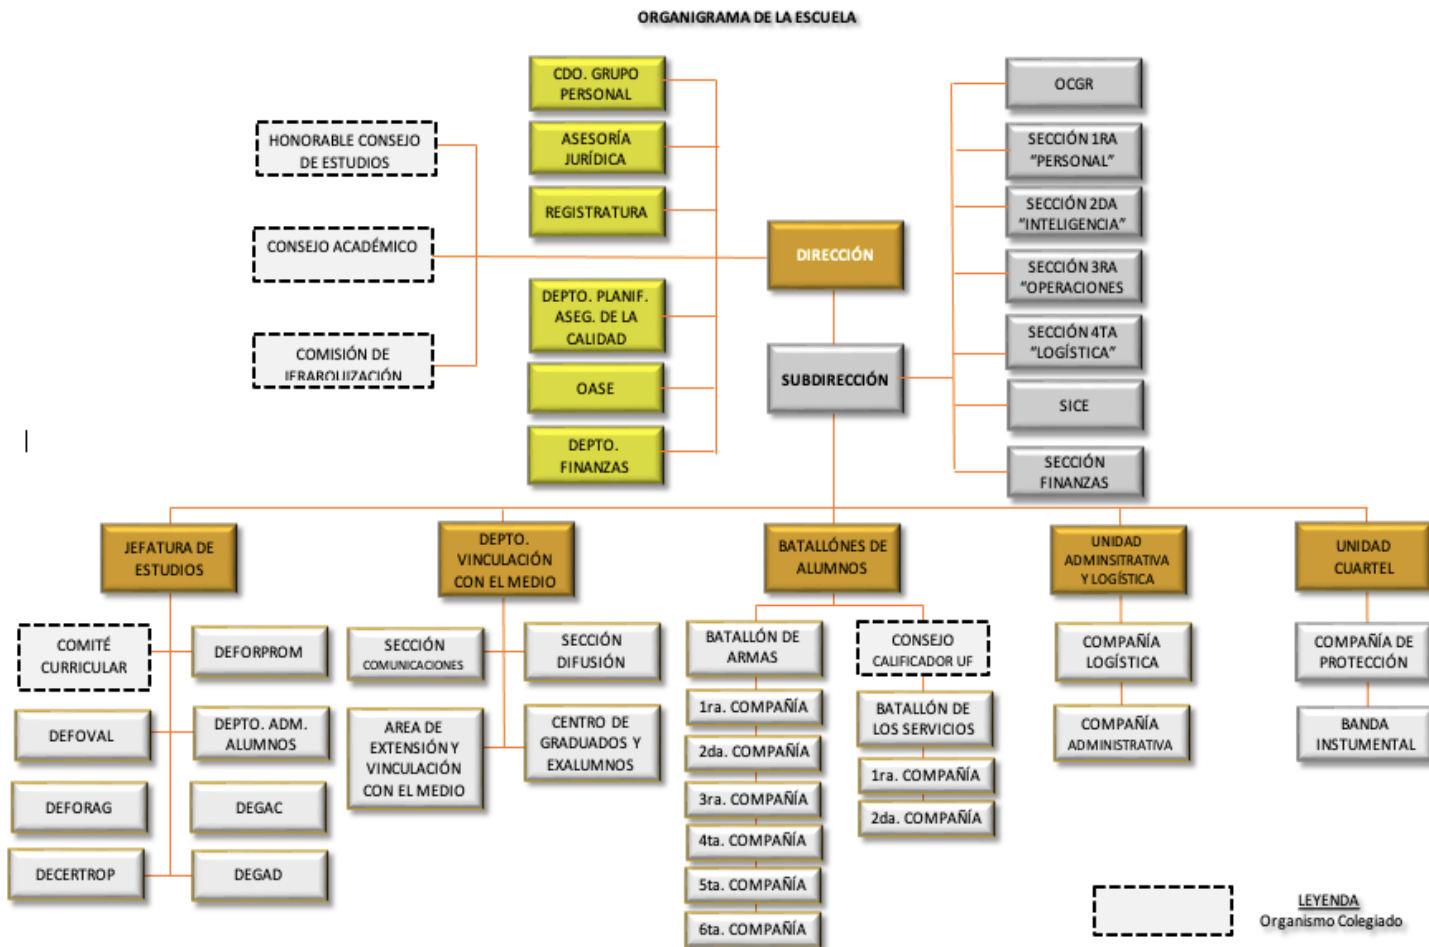 ORGANIGRAMA DE LA ESCUELA
HONORABLE CONSEJO
DE ESTUDIOS
CONSEJO ACADÉMICO
COMISIÓN DE
JERARQUIZACIÓN
CDO. GRUPO
PERSONAL
ASESORÍA
JURÍDICA
REGISTRATURA
DEPTO. PLANIF.
ASEG. DE LA
CALIDAD
OASE
DEPTO.
FINANZAS
DIRECCIÓN
SUBDIRECCIÓN
OCGR
SECCIÓN 1RA
"PERSONAL"
SECCIÓN 2DA
"INTELIGENCIA"
SECCIÓN 3RA
"OPERACIONES
SECCIÓN 4TA
"LOGÍSTICA"
SICE
SECCIÓN
FINANZAS
JEFATURA DE
ESTUDIOS
COMITÉ
CURRICULAR
DEFORPROM
DEFOVAL
DEPTO. ADM.
ALUMNOS
DEFORAG
DEGAC
DECERTROP
DEGAD
DEPTO.
VINCULACIÓN
CON EL MEDIO
SECCIÓN
COMUNICACIONES
SECCIÓN
DIFUSIÓN
AREA DE
EXTENSIÓN Y
VINCULACIÓN
CON EL MEDIO
CENTRO DE
GRADUADOS Y
EXALUMNOS
BATALLÓNES DE
ALUMNOS
BATALLÓN DE
ARMAS
1ra. COMPAÑÍA
2da. COMPAÑÍA
3ra. COMPAÑÍA
4ta. COMPAÑÍA
5ta. COMPAÑÍA
6ta. COMPAÑÍA
CONSEJO
CALIFICADOR UF
BATALLÓN DE
LOS SERVICIOS
1ra. COMPAÑÍA
2da. COMPAÑÍA
UNIDAD
ADMINSITRATIVA
Y LOGÍSTICA
COMPAÑÍA
LOGÍSTICA
COMPAÑÍA
ADMINISTRATIVA
UNIDAD
CUARTEL
COMPAÑÍA DE
PROTECCIÓN
BANDA
INSTUMENTAL
LEYENDA
Organismo Colegiado